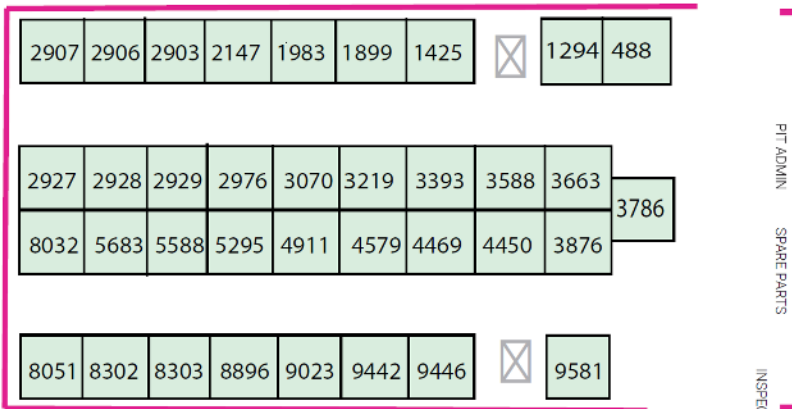 2907 2906 2903 2147 1983 1899 1425 1294 488
2927 2928 2929 2976 3070 3219 3393 3588 3663
3786
8032 5683 5588 5295 4911 4579 4469 4450 3876
8051 8302 8303 8896 9023 9442 9446 9581
PIT ADMIN
SPARE PARTS